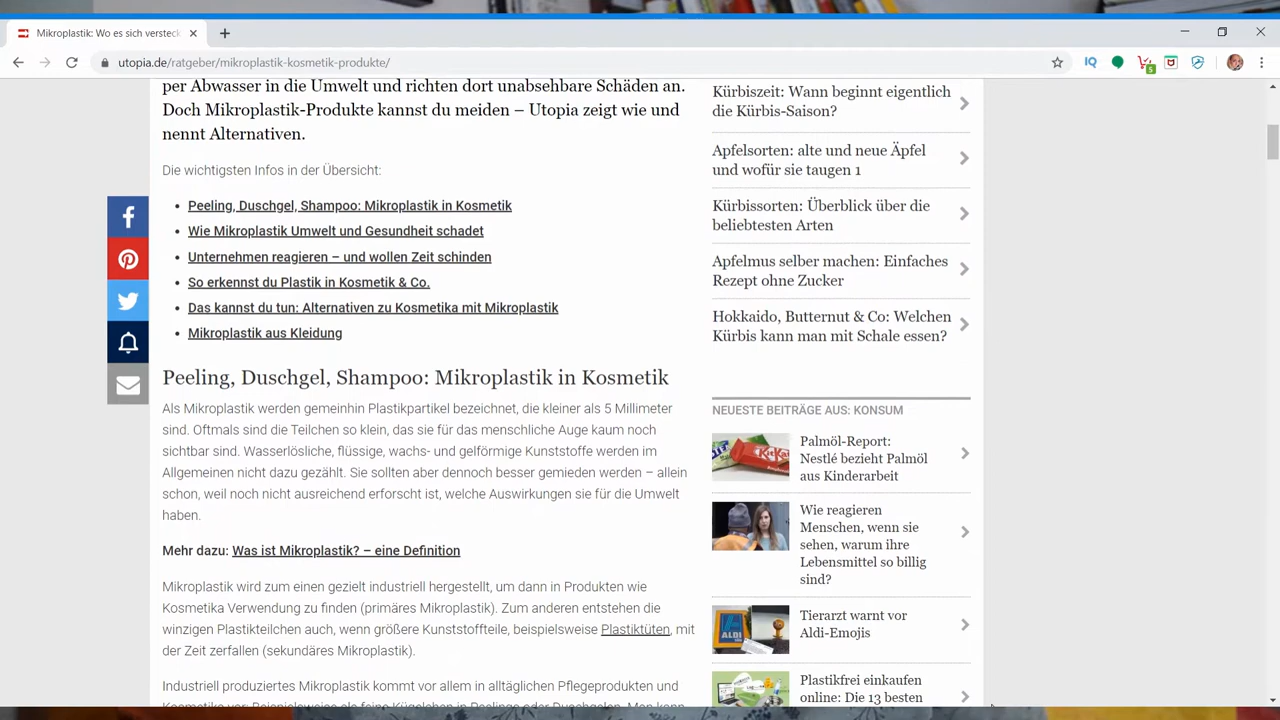 Mikroplastik: Wo es sich versteck
utopia.de/ratgeber/mikroplastik-kosmetik-produkte/
per Abwasser in die Umwelt und richten dort unabsehbare Schäden an.
Doch Mikroplastik-Produkte kannst du meiden – Utopia zeigt wie und
nennt Alternativen.
Die wichtigsten Infos in der Übersicht:
Peeling, Duschgel, Shampoo: Mikroplastik in Kosmetik
Wie Mikroplastik Umwelt und Gesundheit schadet
Unternehmen reagieren – und wollen Zeit schinden
So erkennst du Plastik in Kosmetik & Co.
Das kannst du tun: Alternativen zu Kosmetika mit Mikroplastik
Mikroplastik aus Kleidung
Peeling, Duschgel, Shampoo: Mikroplastik in Kosmetik
Als Mikroplastik werden gemeinhin Plastikpartikel bezeichnet, die kleiner als 5 Millimeter
sind. Oftmals sind die Teilchen so klein, das sie für das menschliche Auge kaum noch
sichtbar sind. Wasserlösliche, flüssige, wachs- und gelförmige Kunststoffe werden im
Allgemeinen nicht dazu gezählt. Sie sollten aber dennoch besser gemieden werden – allein
schon, weil noch nicht ausreichend erforscht ist, welche Auswirkungen sie für die Umwelt
haben.
Mehr dazu: Was ist Mikroplastik? – eine Definition
Mikroplastik wird zum einen gezielt industriell hergestellt, um dann in Produkten wie
Kosmetika Verwendung zu finden (primäres Mikroplastik). Zum anderen entstehen die
winzigen Plastikteilchen auch, wenn größere Kunststoffteile, beispielsweise Plastiktüten, mit
der Zeit zerfallen (sekundäres Mikroplastik).
Industriell produziertes Mikroplastik kommt vor allem in alltäglichen Pflegeprodukten und
Kürbiszeit: Wann beginnt eigentlich
die Kürbis-Saison?
Apfelsorten: alte und neue Äpfel
und wofür sie taugen 1
Kürbissorten: Überblick über die
beliebtesten Arten
Apfelmus selber machen: Einfaches
Rezept ohne Zucker
Hokkaido, Butternut & Co: Welchen
Kürbis kann man mit Schale essen?
NEUESTE BEITRÄGE AUS: KONSUM
KitKat
Palmöl-Report:
Nestlé bezieht Palmöl
aus Kinderarbeit
Wie reagieren
Menschen, wenn sie
sehen, warum ihre
Lebensmittel so billig
sind?
ALDI
Tierarzt warnt vor
Aldi-Emojis
Plastikfrei einkaufen
online: Die 13 besten